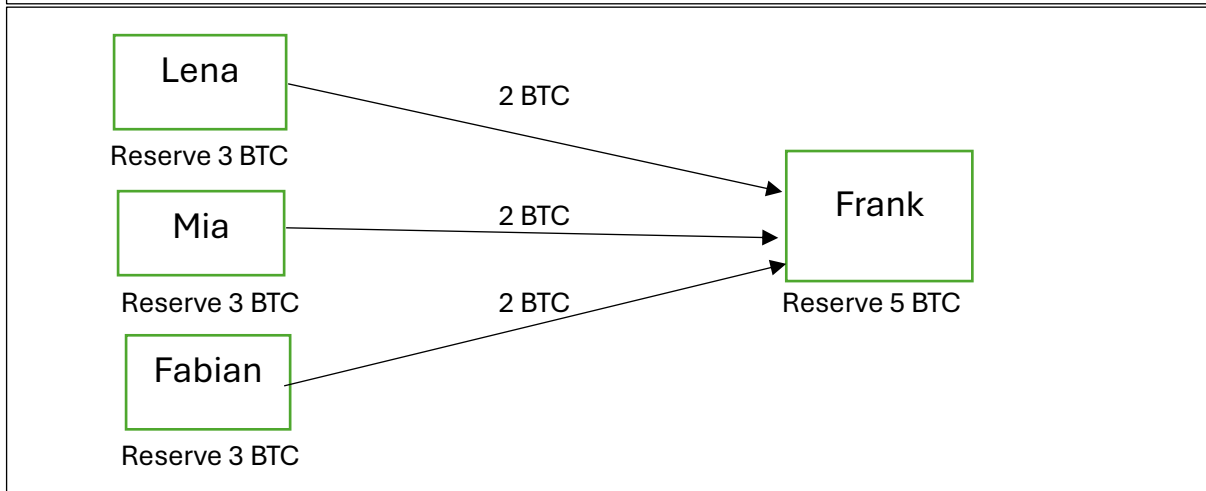 Lena
2 BTC
Reserve 3 BTC
Mia
2 BTC
Frank
Reserve 3 BTC
2 BTC
Reserve 5 BTC
Fabian
Reserve 3 BTC